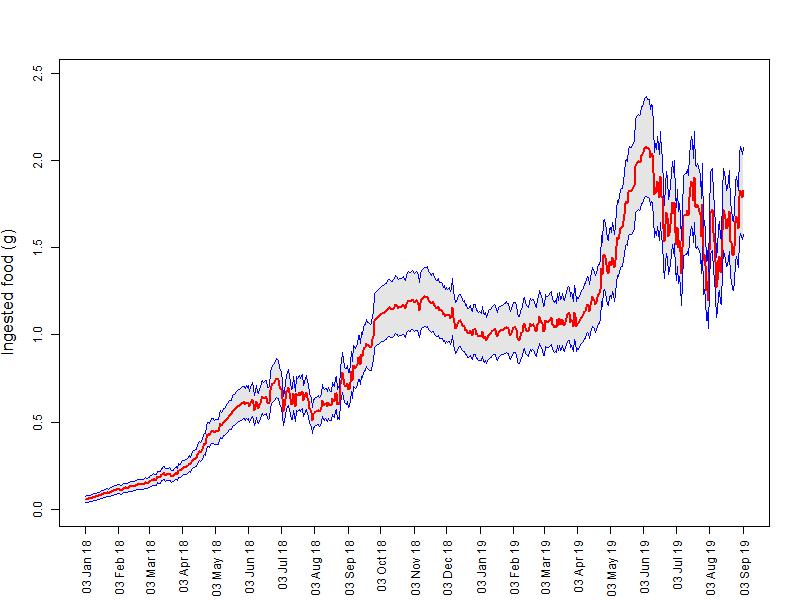 Ingested food (g)
2.5
2.0
1.5
1.0
0.5
0.0
03 Jan 18
03 Feb 18
03 Mar 18
03 Apr 18
03 May 18
03 Jun 18
03 Jul 18
03 Aug 18
03 Sep 18
03 Oct 18
03 Nov 18
03 Dec 18
03 Jan 19
03 Feb 19
03 Mar 19
03 Apr 19
03 May 19
03 Jun 19
03 Jul 19
03 Aug 19
03 Sep 19